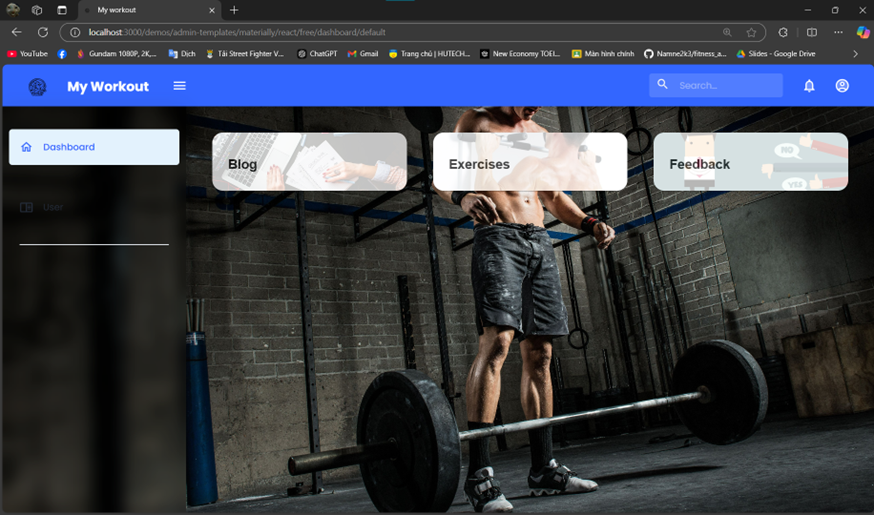 My workout
localhost:3000/demos/admin-templates/materially/react/free/dashboard/default
YouTube
Gundam 1080P, 2K,...
Dịch
Tải Street Fighter V...
ChatGPT
Gmail
Trang chủ | HUTECH...
New Economy TOEI...
Màn hình chính
Namne2k3/fitness_a...
Slides - Google Drive
My Workout
Search...
Dashboard
User
Blog
Exercises
Feedback
NO
YES